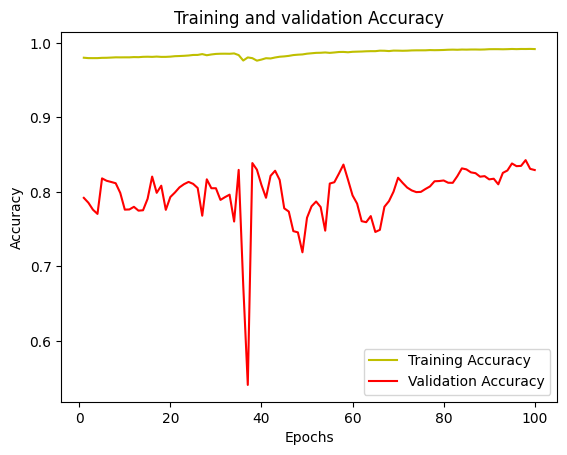 Training and validation Accuracy
Accuracy
1.0
0.9
0.8
0.7
0.6
0
20
40
60
80
100
Epochs
Training Accuracy
Validation Accuracy